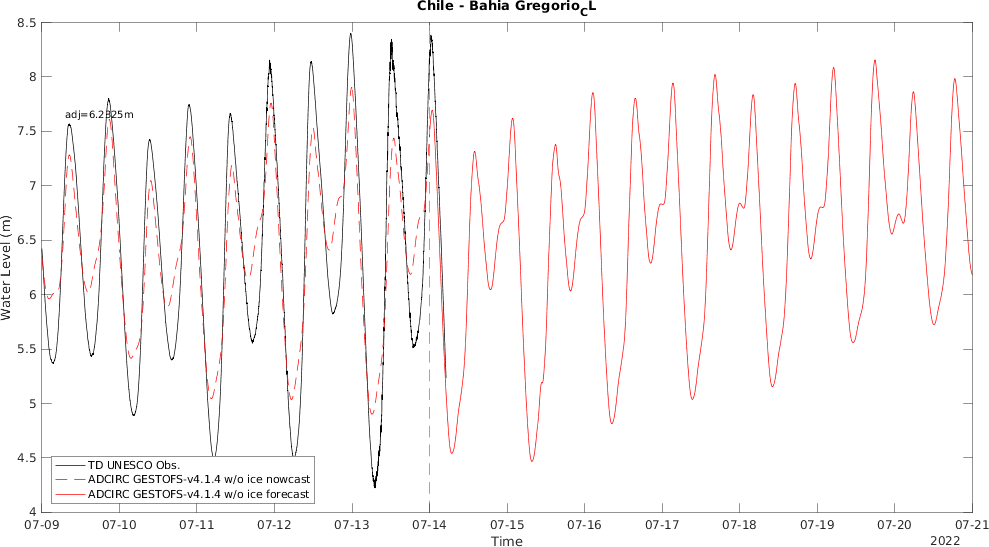 Chile - Bahia Gregorio_CL
adj=6.2325m
Water Level (m)
8.5
8
7.5
7
6.5
6
5.5
5
4.5
4
TD UNESCO Obs.
ADCIRC GESTOFS-v4.1.4 w/o ice nowcast
ADCIRC GESTOFS-v4.1.4 w/o ice forecast
07-09 07-10 07-11 07-12 07-13 07-14 07-15 07-16 07-17 07-18 07-19 07-20 07-21
Time
2022